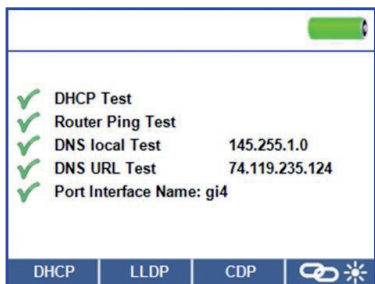 DHCP Test
Router Ping Test
DNS local Test 145.255.1.0
DNS URL Test 74.119.235.124
Port Interface Name: gi4
DHCP LLDP CDP